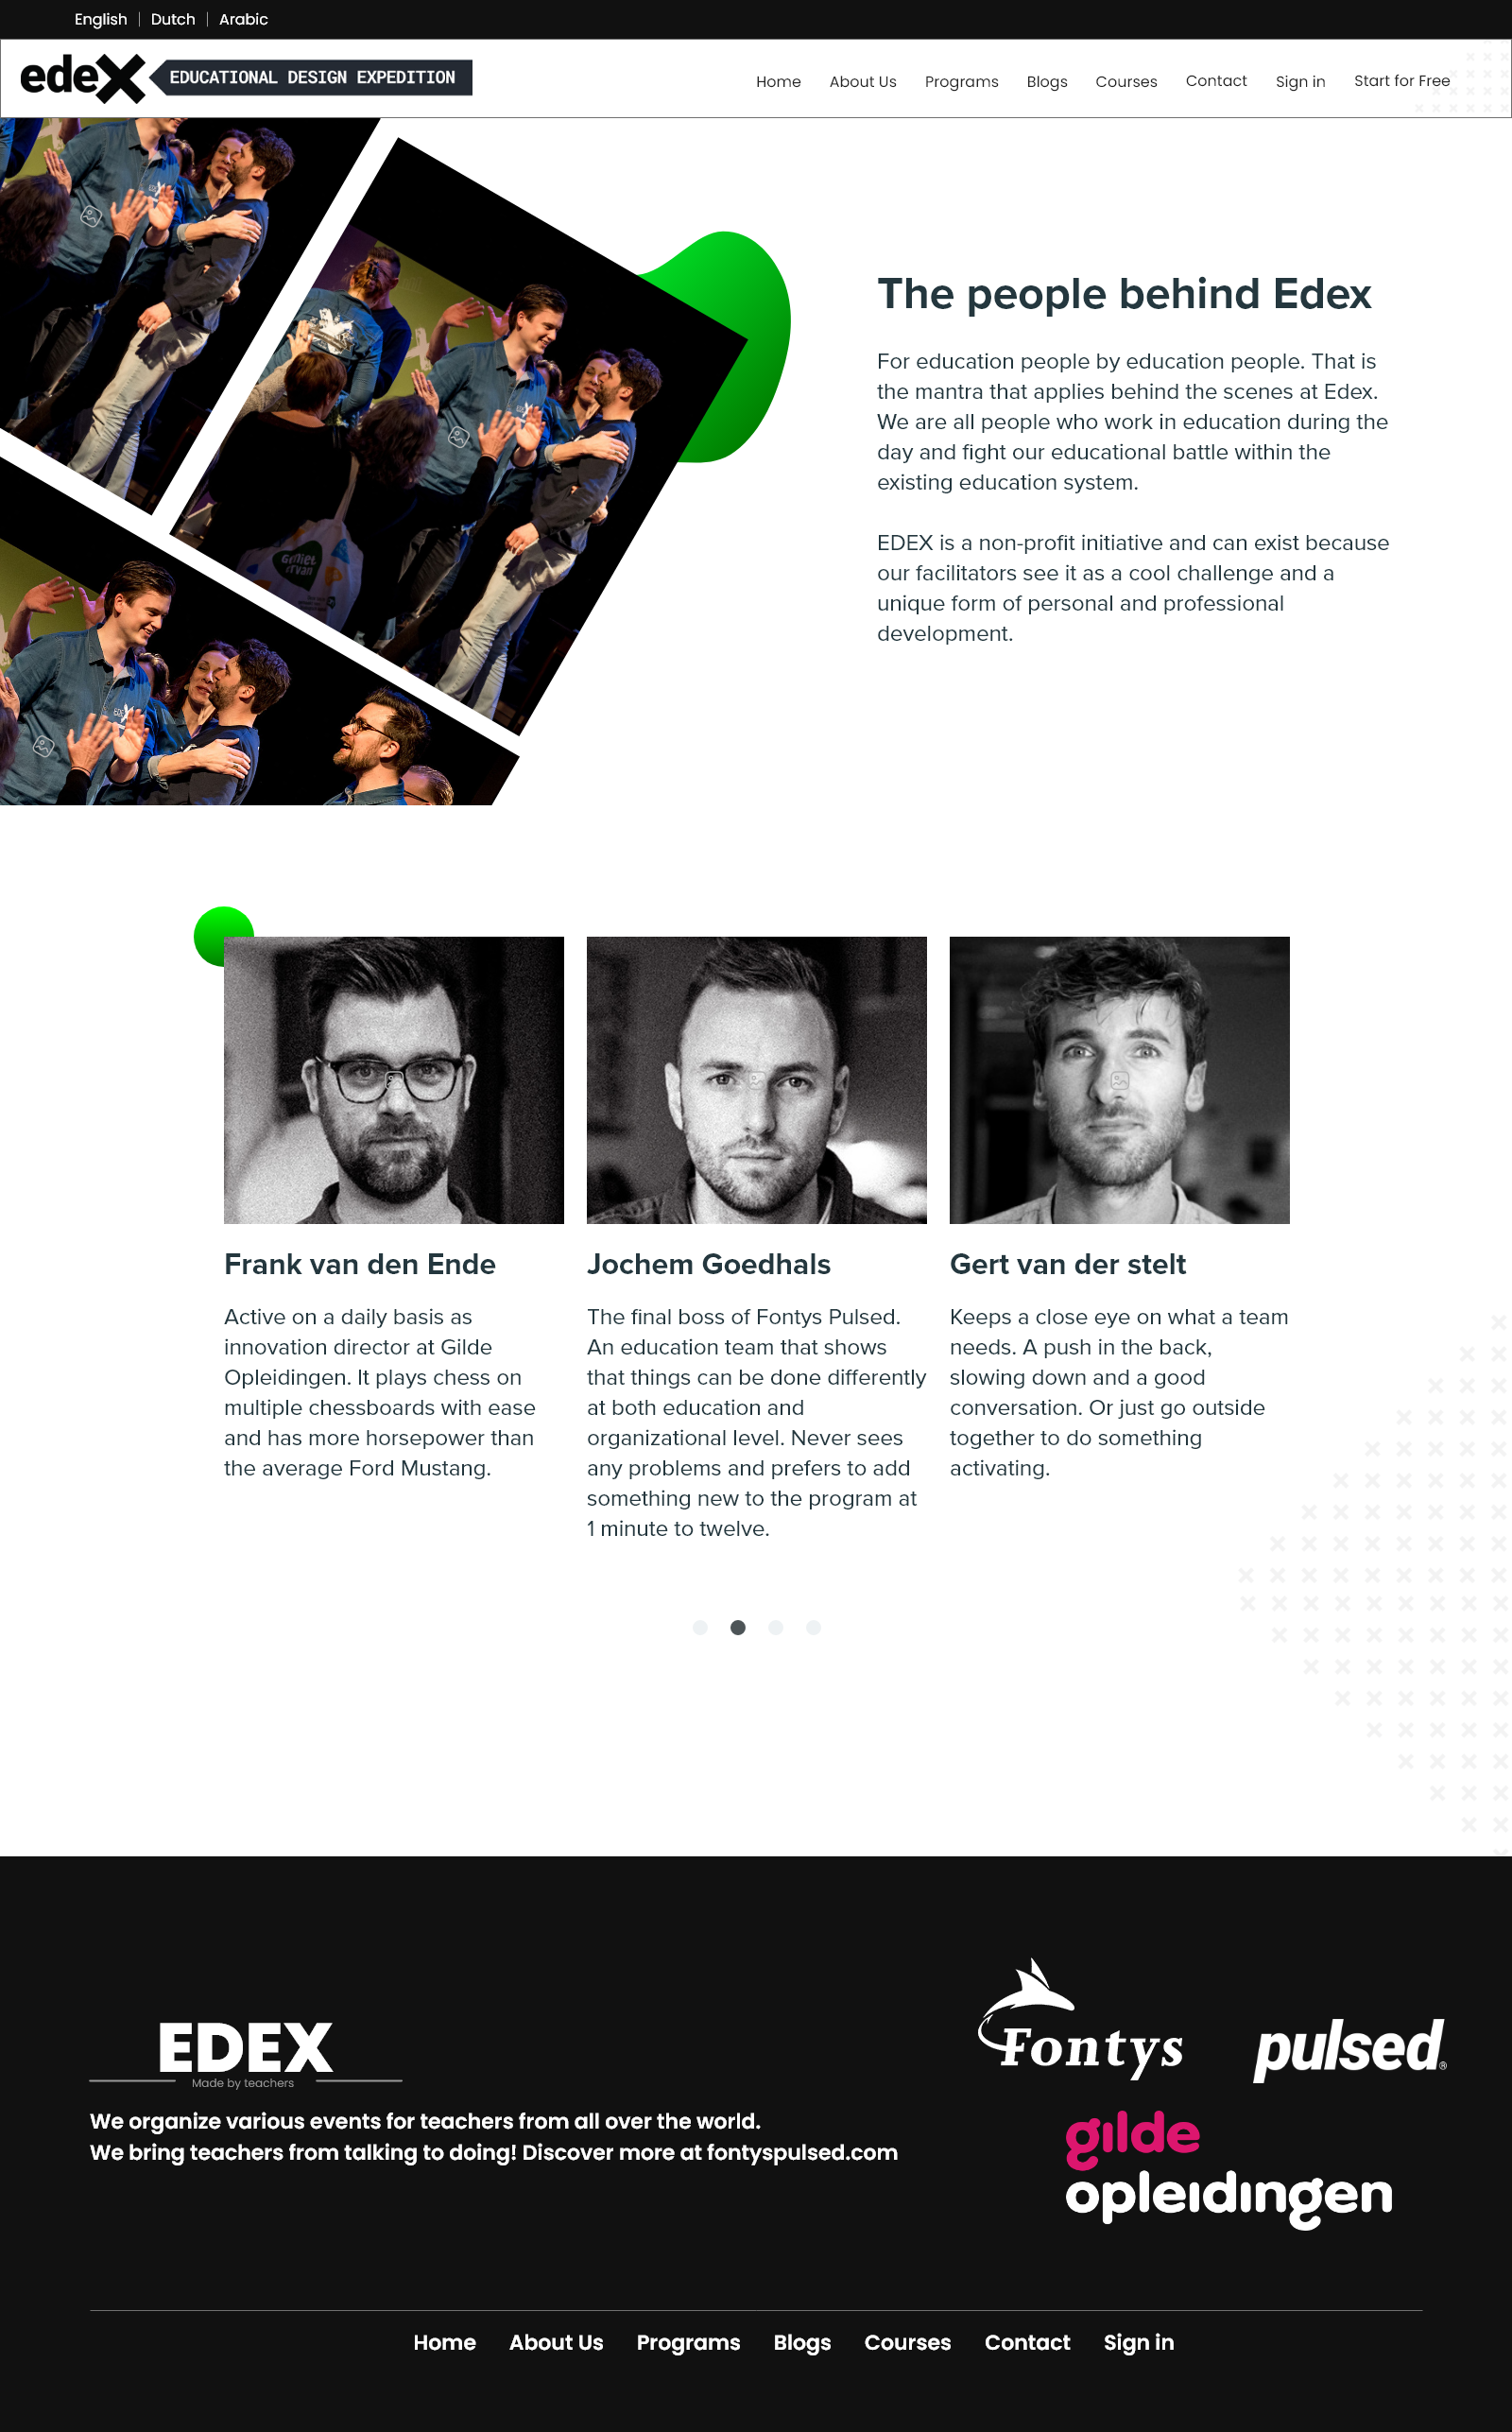 English | Dutch | Arabic
edex EDUCATIONAL DESIGN EXPEDITION
Home About Us Programs Blogs Courses Contact Sign in Start for Free
The people behind Edex
For education people by education people. That is
the mantra that applies behind the scenes at Edex.
We are all people who work in education during the
day and fight our educational battle within the
existing education system.
EDEX is a non-profit initiative and can exist because
our facilitators see it as a cool challenge and a
unique form of personal and professional
development.
Frank van den Ende
Active on a daily basis as
innovation director at Gilde
Opleidingen. It plays chess on
multiple chessboards with ease
and has more horsepower than
the average Ford Mustang.
Jochem Goedhals
The final boss of Fontys Pulsed.
An education team that shows
that things can be done differently
at both education and
organizational level. Never sees
any problems and prefers to add
something new to the program at
1 minute to twelve.
Gert van der stelt
Keeps a close eye on what a team
needs. A push in the back,
slowing down and a good
conversation. Or just go outside
together to do something
activating.
EDEX
Made by teachers
We organize various events for teachers from all over the world.
We bring teachers from talking to doing! Discover more at fontyspulsed.com
Fontys
pulsed®
gilde
opleidingen
Home About Us Programs Blogs Courses Contact Sign in